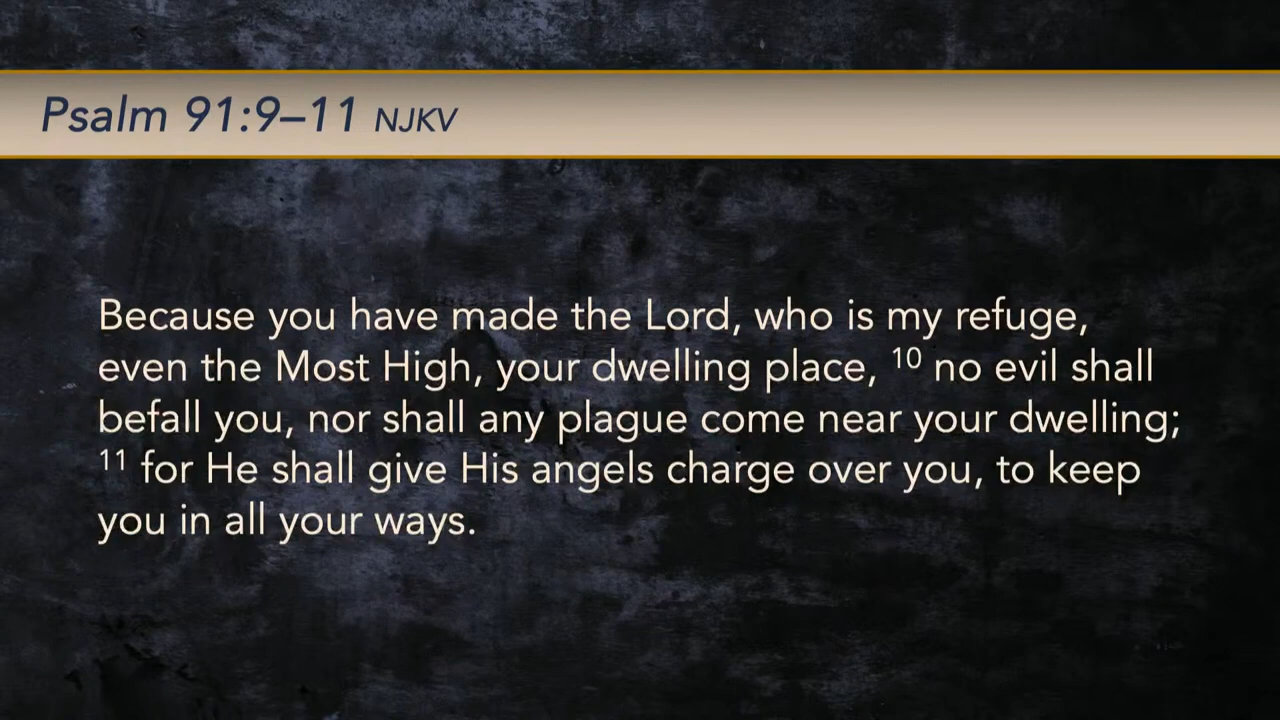 Psalm 91:9–11 NJKV
Because you have made the Lord, who is my refuge,
even the Most High, your dwelling place, 10 no evil shall
befall you, nor shall any plague come near your dwelling;
11 for He shall give His angels charge over you, to keep
you in all your ways.